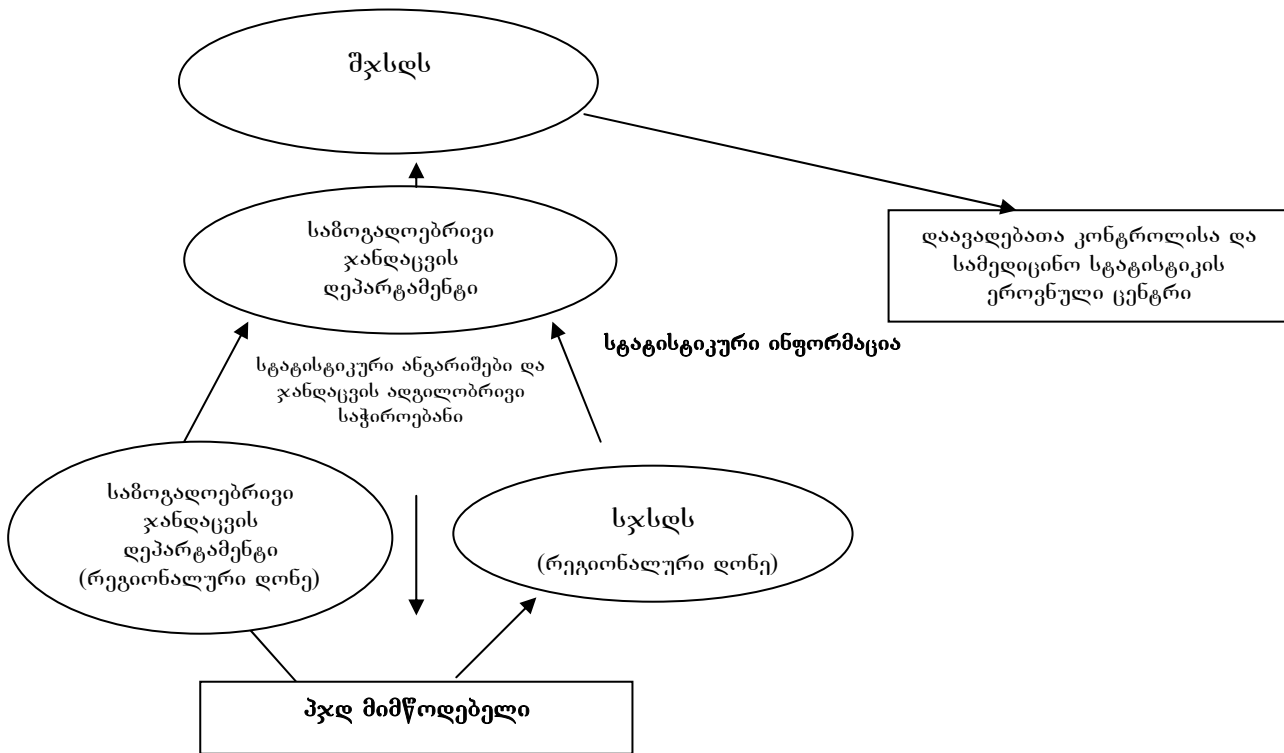 შჯსდს
საზოგადოებრივი
ჯანდაცვის
დეპარტამენტი
დაავადებათა კონტროლისა და
სამედიცინო სტატისტიკის
ეროვნული ცენტრი
სტატისტიკური ინფორმაცია
სტატისტიკური ანგარიშები და
ჯანდაცვის ადგილობრივი
საჭიროებანი
საზოგადოებრივი
ჯანდაცვის
დეპარტამენტი
(რეგიონალური დონე)
სჯსდს
(რეგიონალური დონე)
პჯდ მიმწოდებელი